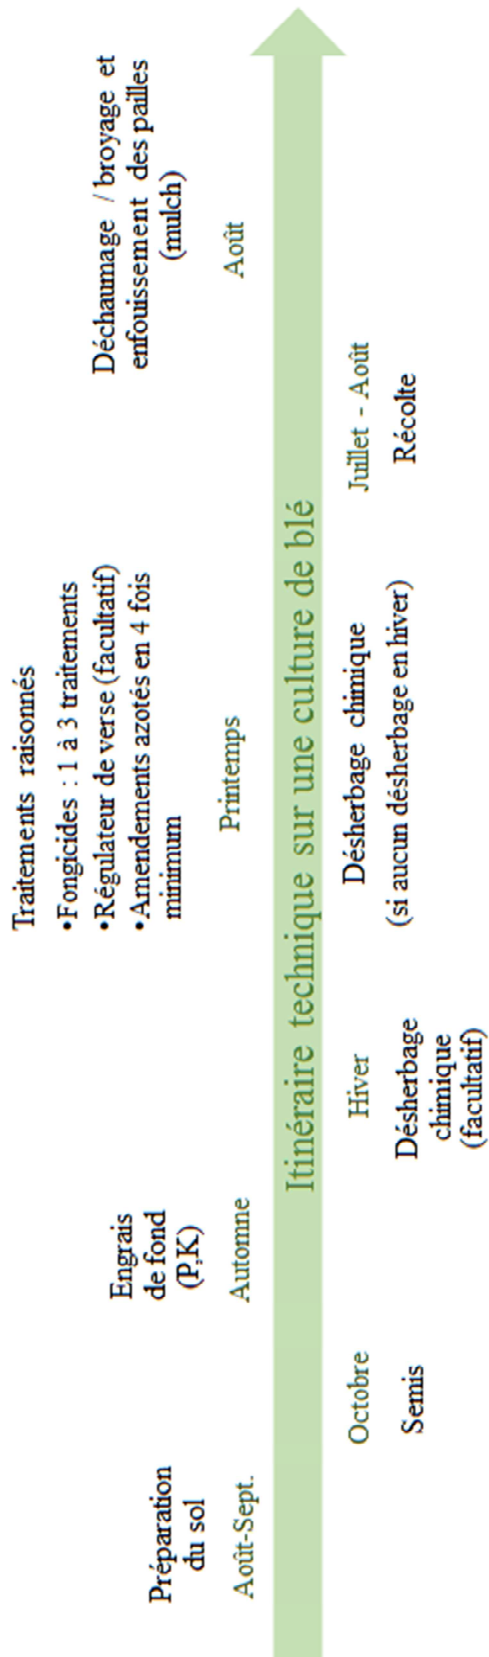 Préparation
du sol
Août-Sept.
Octobre
Semis
Engrais
de fond
(P,K)
Automne
Hiver
Désherbage
chimique
(facultatif)
Traitements raisonnés
•Fongicides : 1 à 3 traitements
•Régulateur de verse (facultatif)
•Amendements azotés en 4 fois
minimum
Printemps
Désherbage chimique
(si aucun désherbage en hiver)
Itinéraire technique sur une culture de blé
Juillet - Août
Récolte
Déchaumage / broyage et
enfouissement des pailles
(mulch)
Août